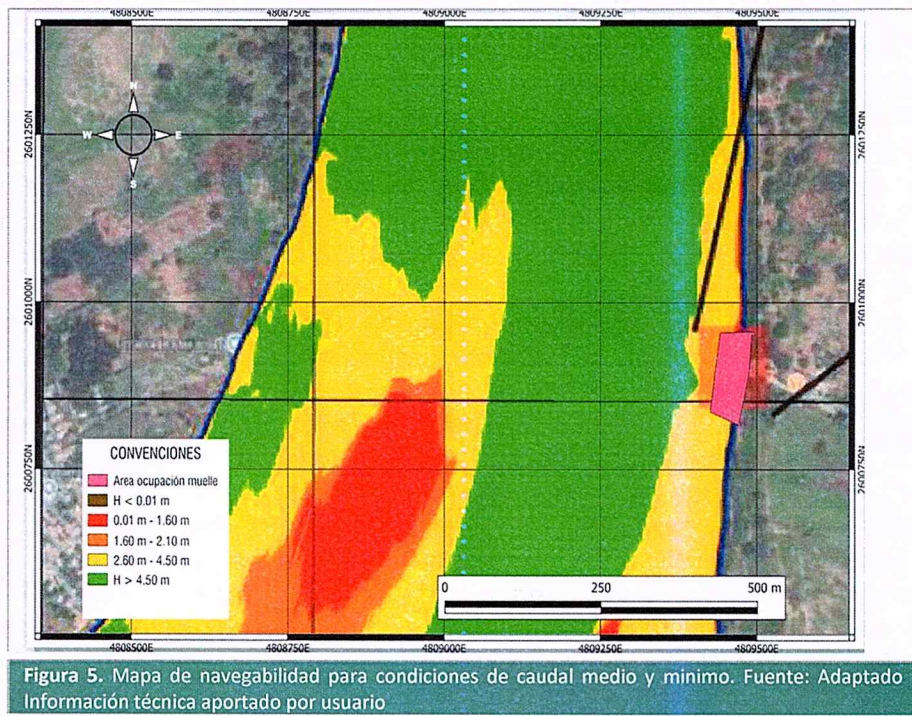 4808500E 4808750E 4809000E 4809250E 4809500E
N
W E
S
2601250N 2601250N
2601000N 2601000N
2600750N 2600750N
CONVENCIONES
Area ocupación muelle
H < 0.01 m
0.01 m - 1.60 m
1.60 m - 2.10 m
2.60 m - 4.50 m
H > 4.50 m
0 250 500 m
4808500E 4808750E 4809000E 4809250E 4809500E
Figura 5. Mapa de navegabilidad para condiciones de caudal medio y mínimo. Fuente: Adaptado
Información técnica aportado por usuario